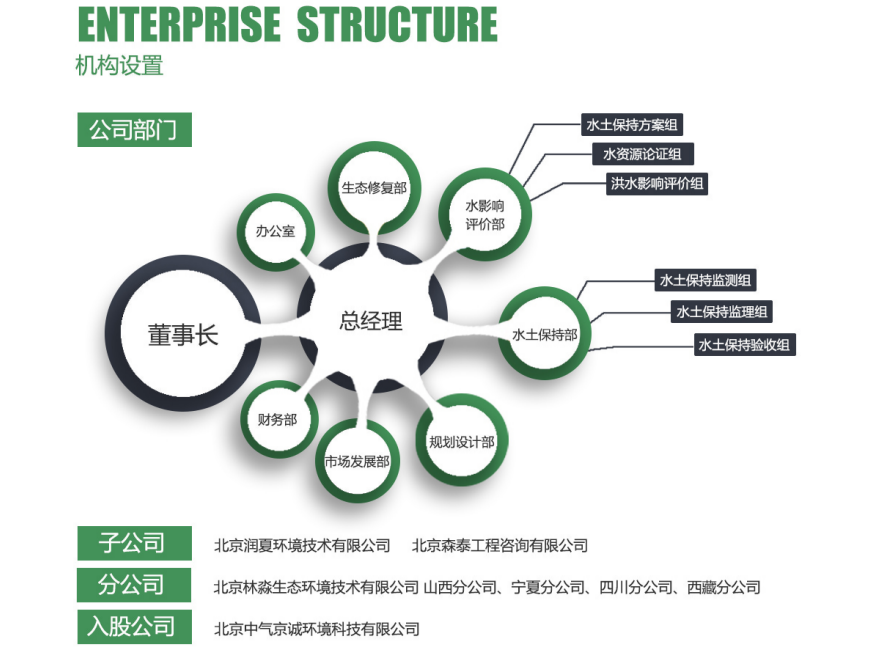 ENTERPRISE STRUCTURE
机构设置
公司部门
水土保持方案组
水资源论证组
洪水影响评价组
生态修复部
水影响
评价部
办公室
水土保持监测组
水土保持监理组
水土保持验收组
董事长
总经理
水土保持部
财务部
市场发展部
规划设计部
子公司
北京润夏环境技术有限公司 北京森泰工程咨询有限公司
分公司
北京林淼生态环境技术有限公司 山西分公司、宁夏分公司、四川分公司、西藏分公司
入股公司
北京中气京诚环境科技有限公司